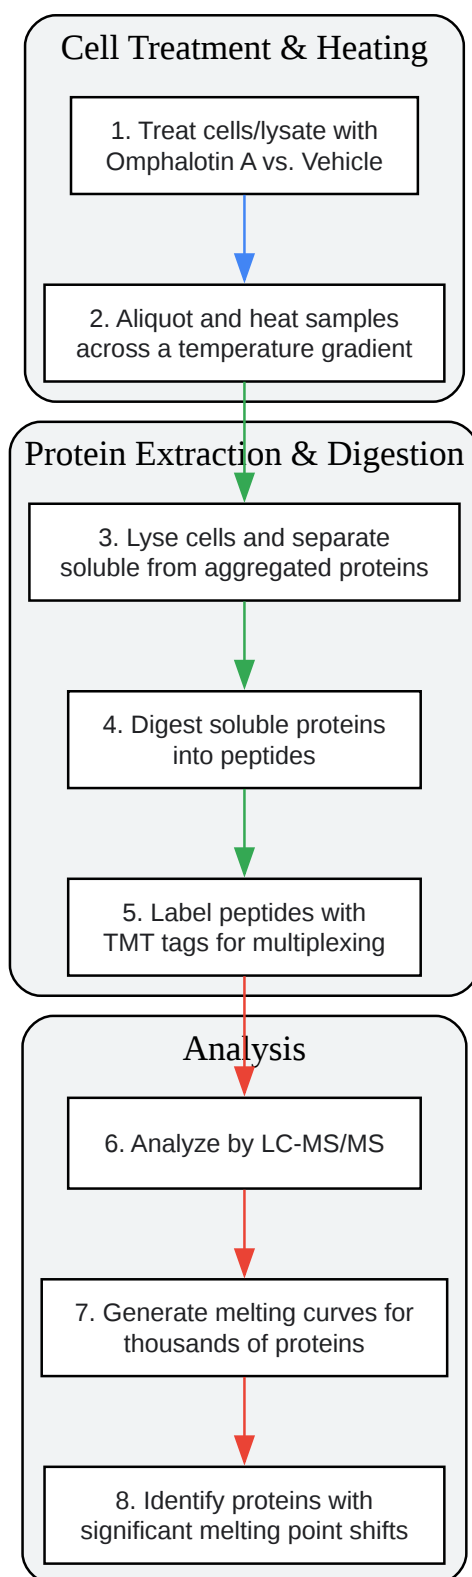 Cell Treatment & Heating
1. Treat cells/lysate with
Omphalotin A vs. Vehicle
2. Aliquot and heat samples
across a temperature gradient
Protein Extraction & Digestion
3. Lyse cells and separate
soluble from aggregated proteins
4. Digest soluble proteins
into peptides
5. Label peptides with
TMT tags for multiplexing
Analysis
6. Analyze by LC-MS/MS
7. Generate melting curves for
thousands of proteins
8. Identify proteins with
significant melting point shifts